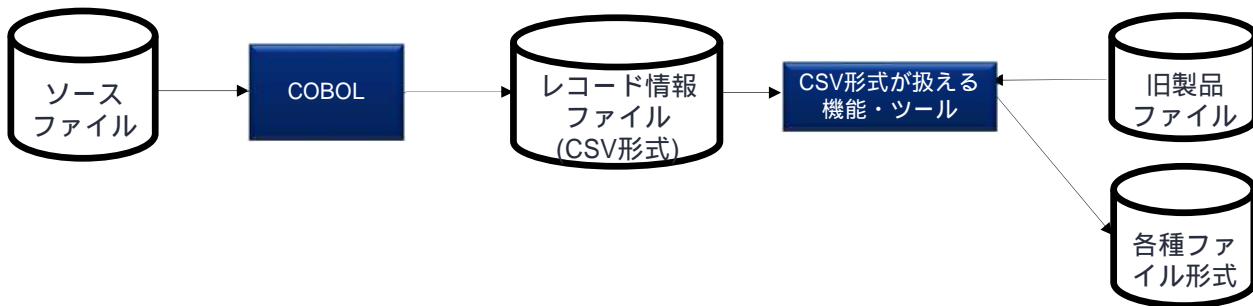 ソース
ファイル
COBOL
レコード情報
ファイル
(CSV形式)
CSV形式が扱える
機能・ツール
旧製品
ファイル
各種ファ
イル形式